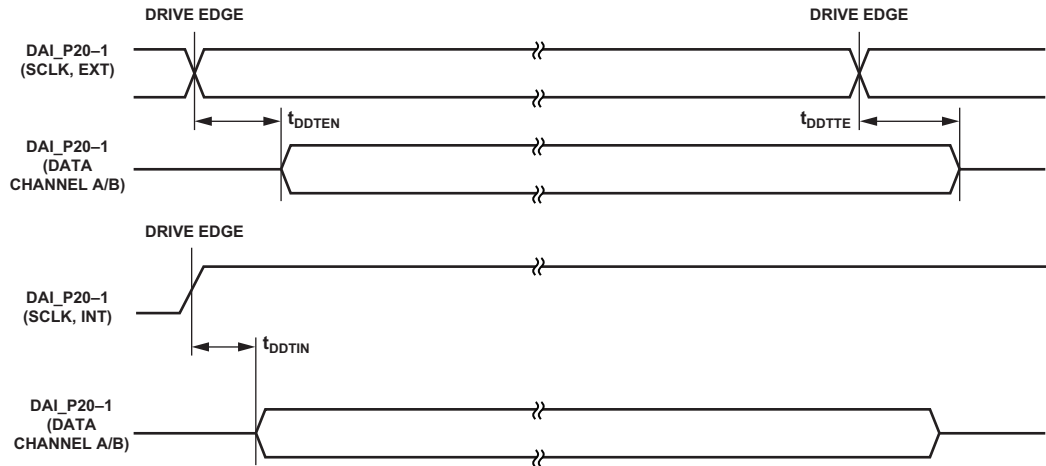 DRIVE EDGE
DRIVE EDGE
DAI_P20–1
(SCLK, EXT)
tDDTEN
tDDTTE
DAI_P20–1
(DATA
CHANNEL A/B)
DRIVE EDGE
DAI_P20–1
(SCLK, INT)
tDDTIN
DAI_P20–1
(DATA
CHANNEL A/B)